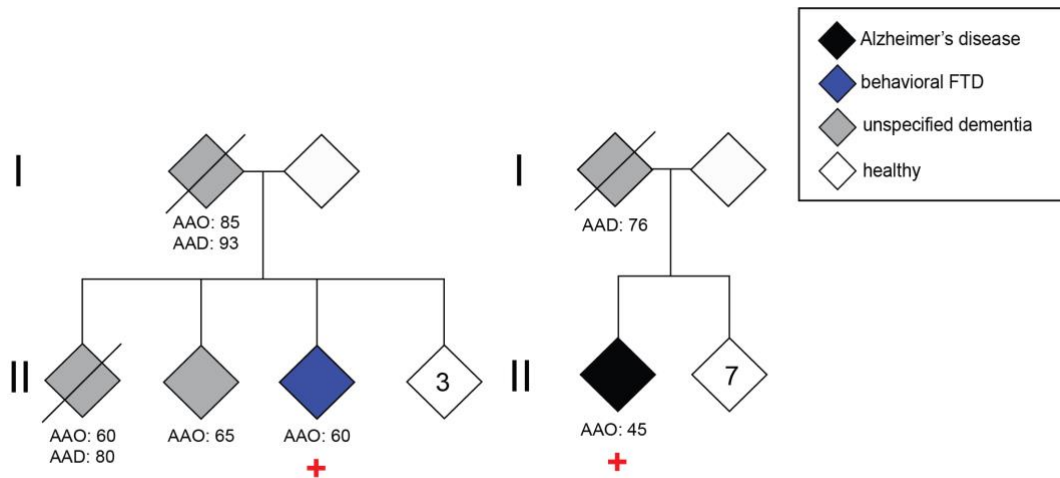 Alzheimer's disease
behavioral FTD
unspecified dementia
healthy
I
AAO: 85
AAD: 93
I
AAD: 76
II
AAO: 60
AAD: 80
AAO: 65
AAO: 60
+
3
II
AAO: 45
+
7